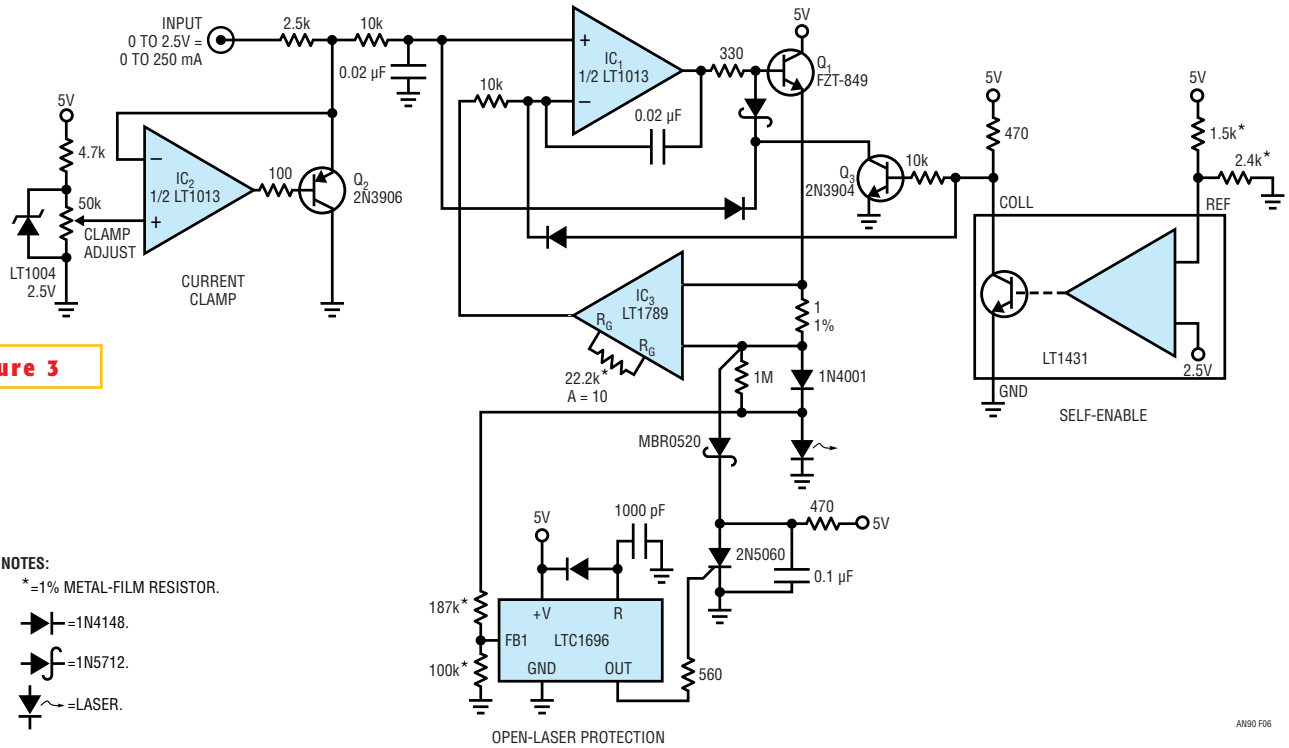 INPUT
0 TO 2.5V =
0 TO 250 mA
2.5k
10k
0.02 µF
10k
+
−
IC1
1/2 LT1013
0.02 µF
330
5V
Q1
FZT-849
5V
4.7k
50k
CLAMP
ADJUST
LT1004
2.5V
−
+
IC2
1/2 LT1013
100
Q2
2N3906
CURRENT
CLAMP
Q3
2N3904
10k
5V
470
5V
1.5k*
2.4k*
COLL
REF
LT1431
2.5V
GND
SELF-ENABLE
IC3
LT1789
RG
RG
22.2k*
A = 10
1
1%
1M
1N4001
MBR0520
470
5V
2N5060
0.1 µF
5V
1000 pF
187k*
100k*
+V
R
FB1
LTC1696
GND
OUT
560
OPEN-LASER PROTECTION
ure 3
NOTES:
*=1% METAL-FILM RESISTOR.
=1N4148.
=1N5712.
=LASER.
AN90 F06